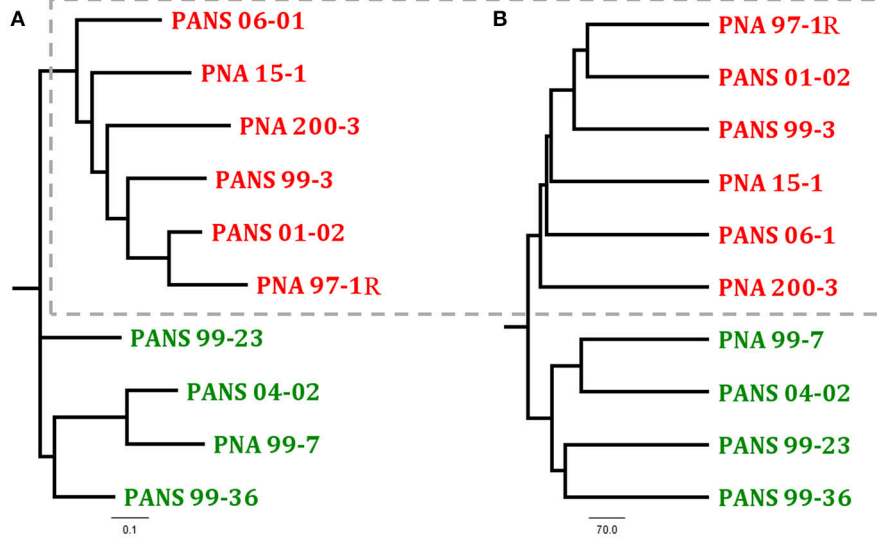 A
PANS 06-01
PNA 15-1
PNA 200-3
PANS 99-3
PANS 01-02
PNA 97-1R
PANS 99-23
PANS 04-02
PNA 99-7
PANS 99-36
0.1
B
PNA 97-1R
PANS 01-02
PANS 99-3
PNA 15-1
PANS 06-1
PNA 200-3
PNA 99-7
PANS 04-02
PANS 99-23
PANS 99-36
70.0